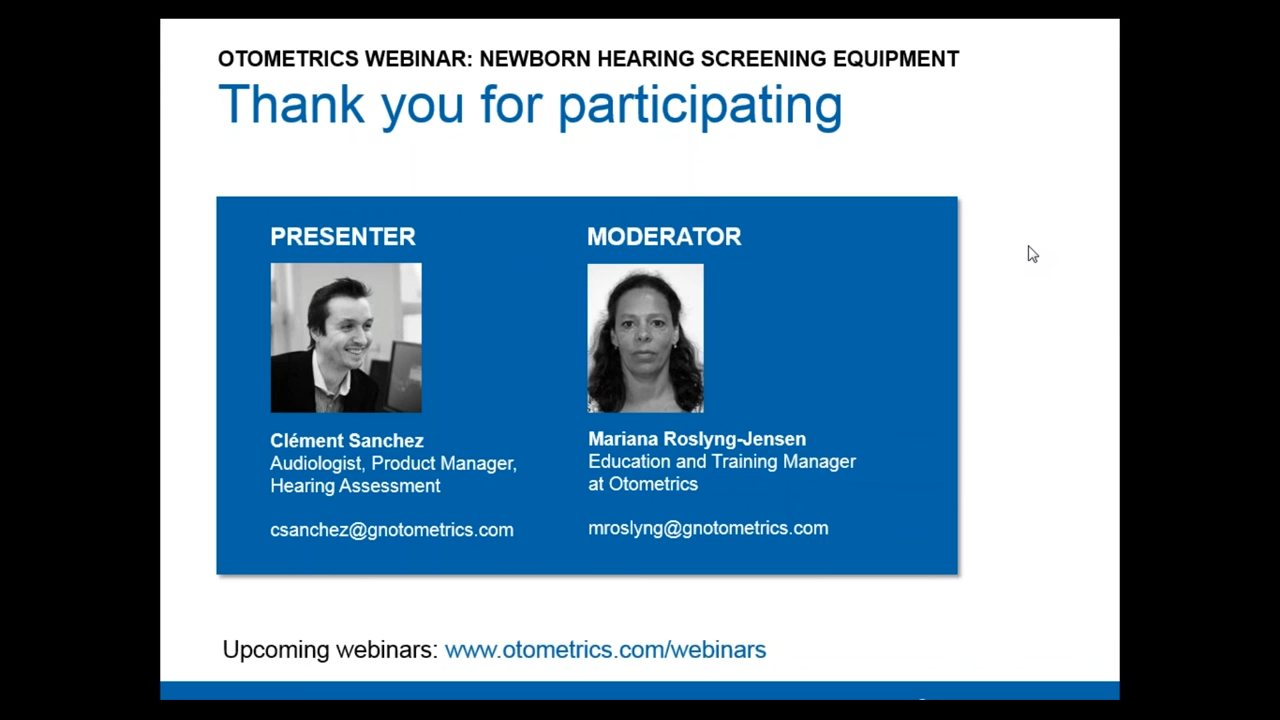 OTOMETRICS WEBINAR: NEWBORN HEARING SCREENING EQUIPMENT
Thank you for participating
PRESENTER
Clément Sanchez
Audiologist, Product Manager,
Hearing Assessment
csanchez@gnotometrics.com
MODERATOR
Mariana Roslyng-Jensen
Education and Training Manager
at Otometrics
mroslyng@gnotometrics.com
Upcoming webinars: www.otometrics.com/webinars